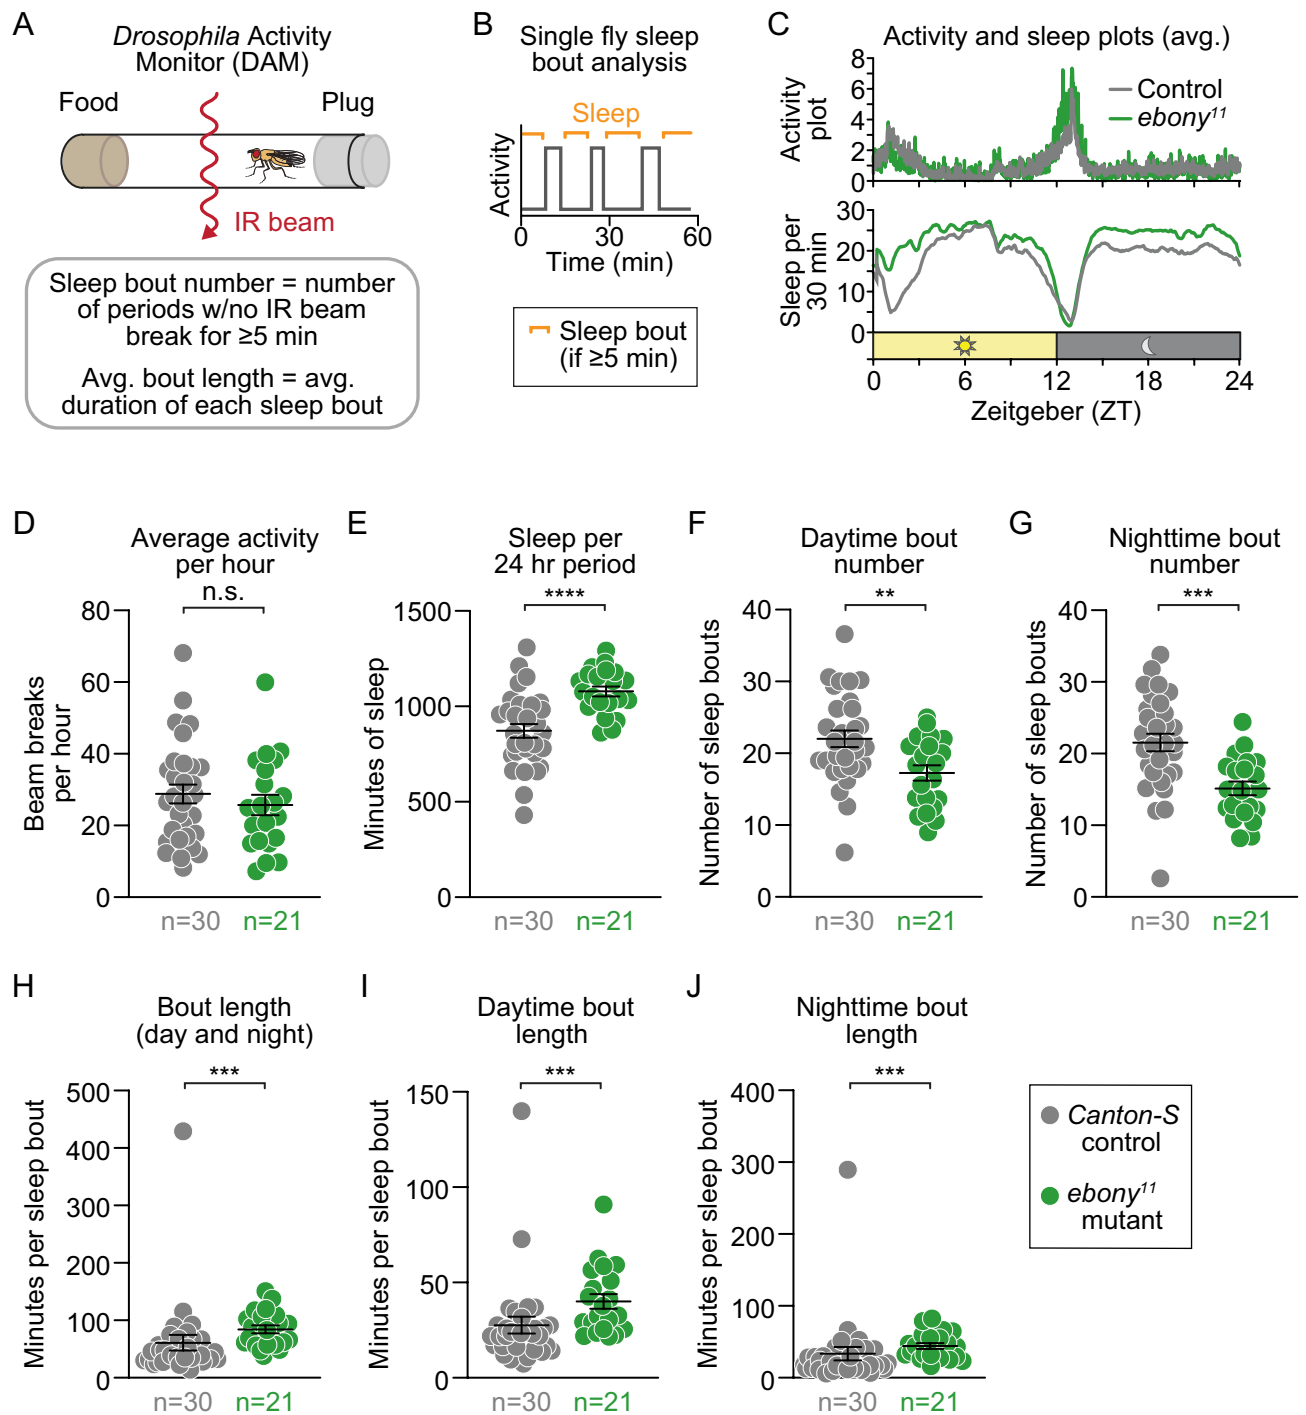 A
Drosophila Activity
Monitor (DAM)
Food
Plug
IR beam
Sleep bout number = number
of periods w/no IR beam
break for ≥5 min
Avg. bout length = avg.
duration of each sleep bout
B
Single fly sleep
bout analysis
Sleep
Activity
0
30
60
Time (min)
Sleep bout
(if ≥5 min)
C
Activity and sleep plots (avg.)
Activity
plot
8
6
4
2
0
Control
ebony¹¹
Sleep per
30 min
30
20
10
0
0
6
12
18
24
Zeitgeber (ZT)
D
Average activity
per hour
n.s.
Beam breaks
per hour
80
60
40
20
0
n=30
n=21
E
Sleep per
24 hr period
****
Minutes of sleep
1500
1000
500
0
n=30
n=21
F
Daytime bout
number
**
Number of sleep bouts
40
30
20
10
0
n=30
n=21
G
Nighttime bout
number
***
Number of sleep bouts
40
30
20
10
0
n=30
n=21
H
Bout length
(day and night)
***
Minutes per sleep bout
500
400
300
200
100
0
n=30
n=21
I
Daytime bout
length
***
Minutes per sleep bout
150
100
50
0
n=30
n=21
J
Nighttime bout
length
***
Minutes per sleep bout
400
300
200
100
0
n=30
n=21
Canton-S
control
ebony¹¹
mutant